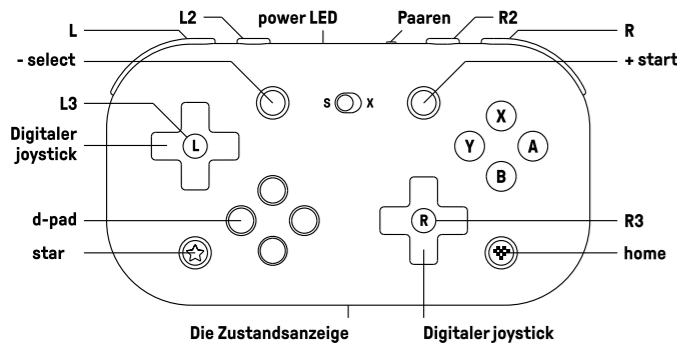 L
L2
power LED
Paaren
R2
R
- select
+ start
S X
L3
X
Digitaler
joystick
L
Y
A
B
d-pad
R
R3
star
home
Die Zustandsanzeige
Digitaler joystick